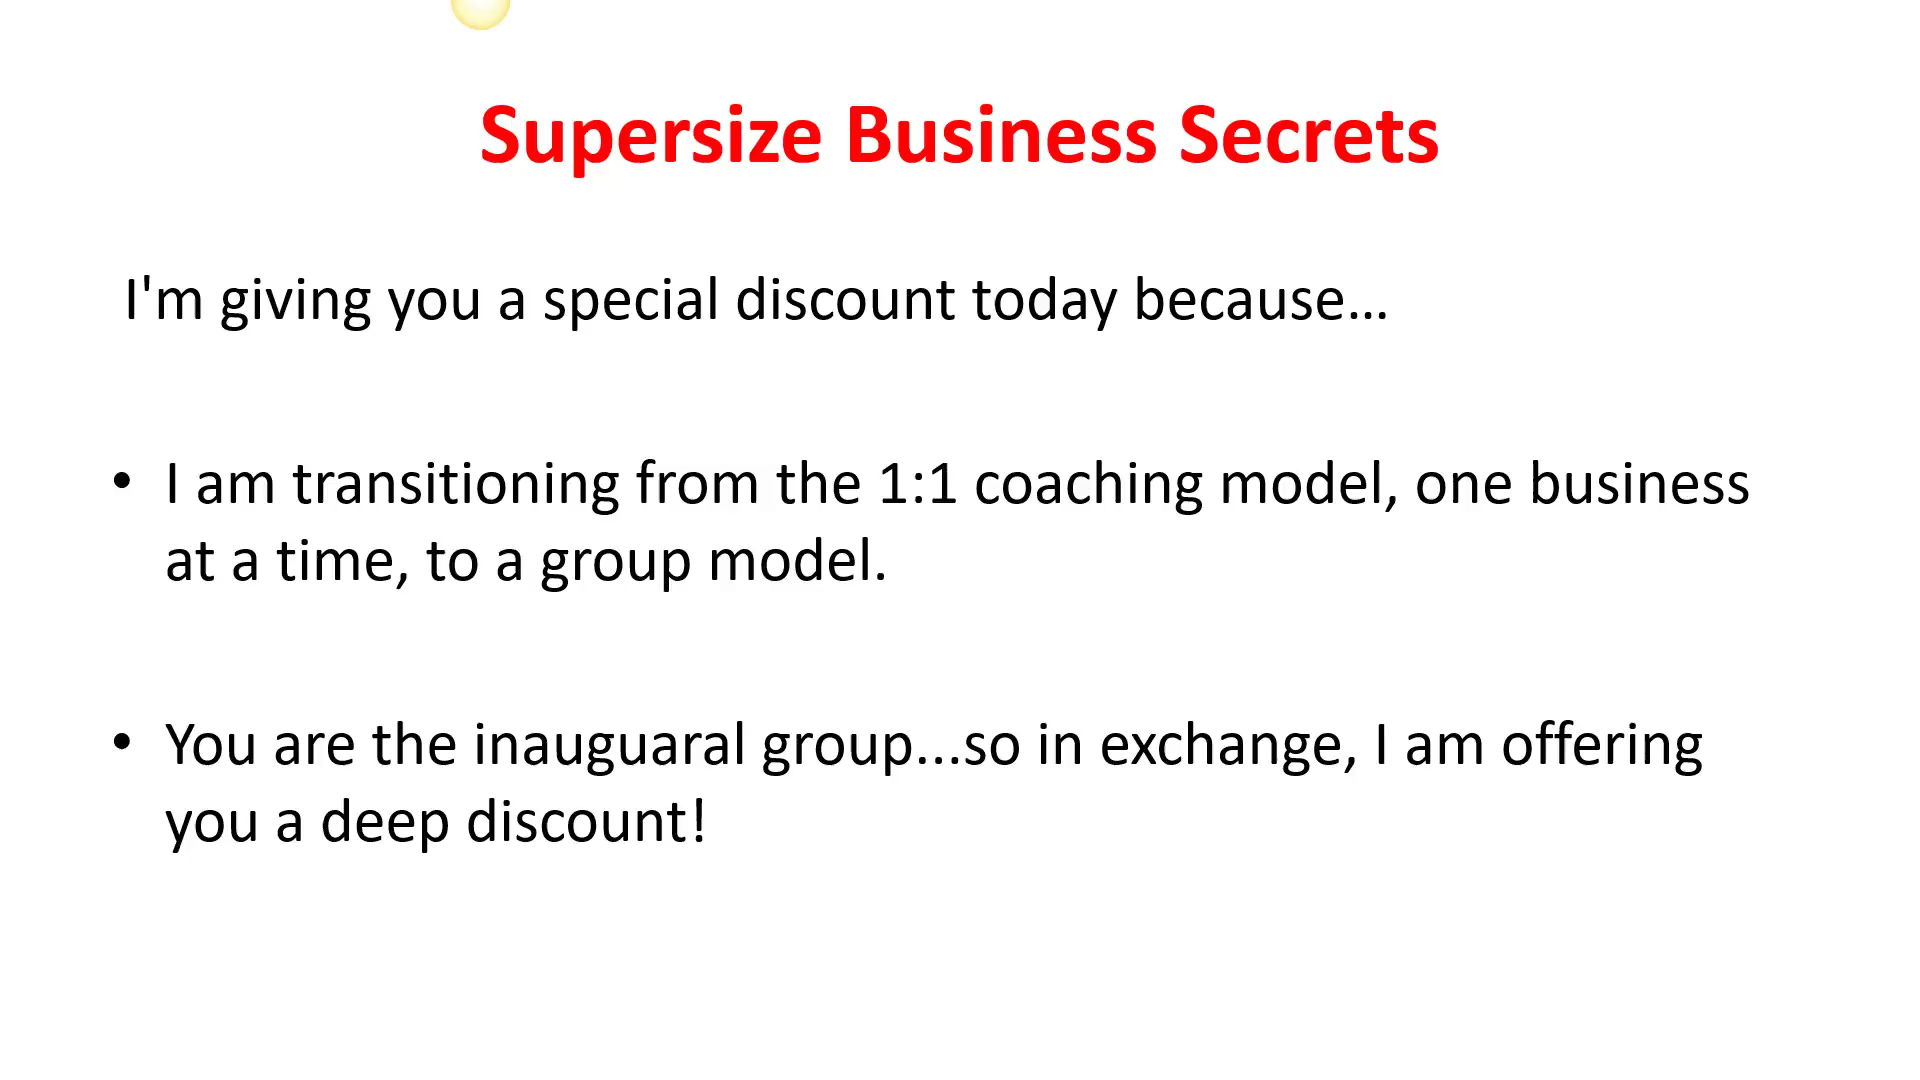 Supersize Business Secrets
I'm giving you a special discount today because...
• I am transitioning from the 1:1 coaching model, one business
at a time, to a group model.
• You are the inauguaral group...so in exchange, I am offering
you a deep discount!